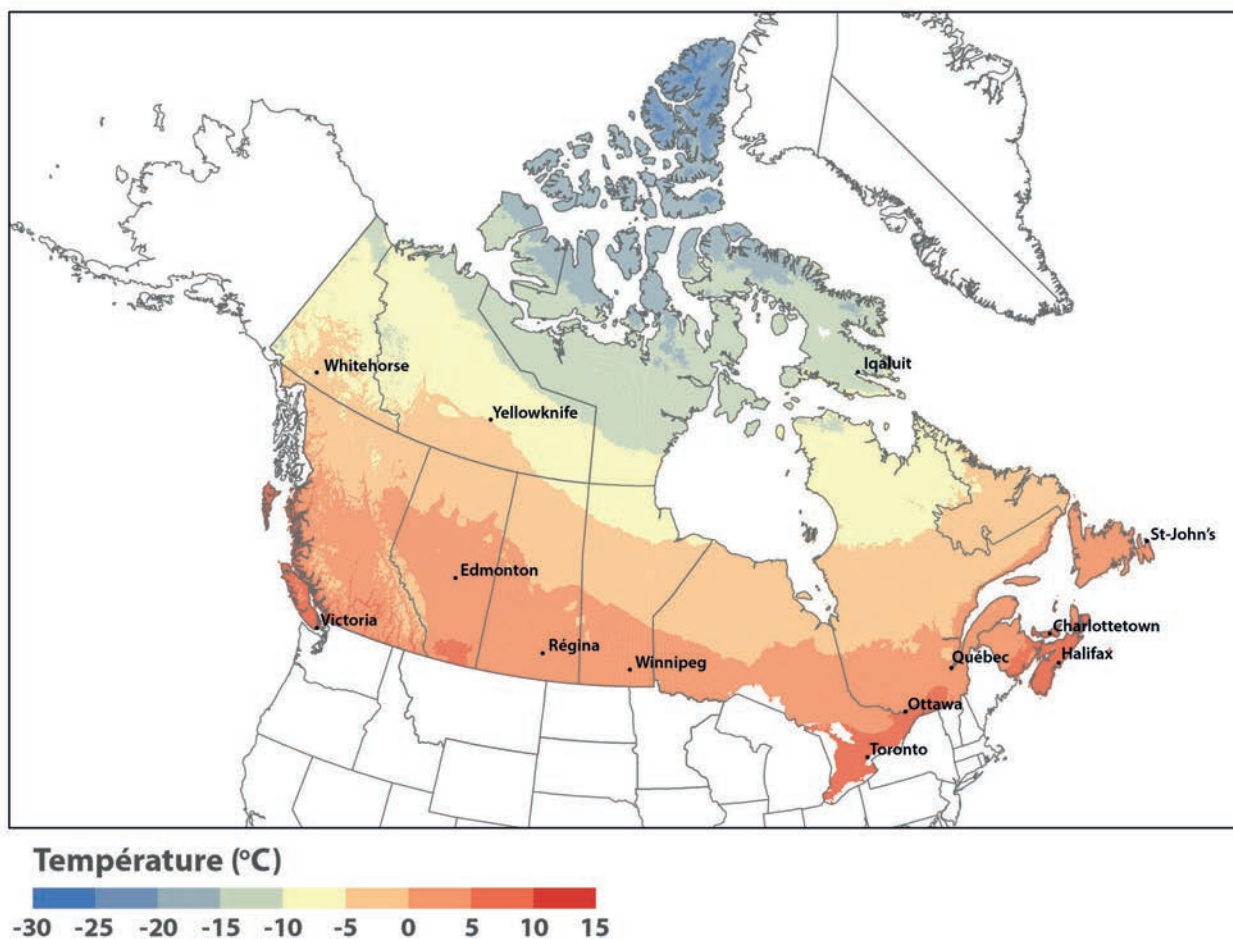 Whitehorse
Iqaluit
Yellowknife
St-John's
Edmonton
Victoria
Charlottetown
Régina
Québec
Halifax
Winnipeg
Ottawa
Toronto
Température (°C)
-30 -25 -20 -15 -10 -5 0 5 10 15